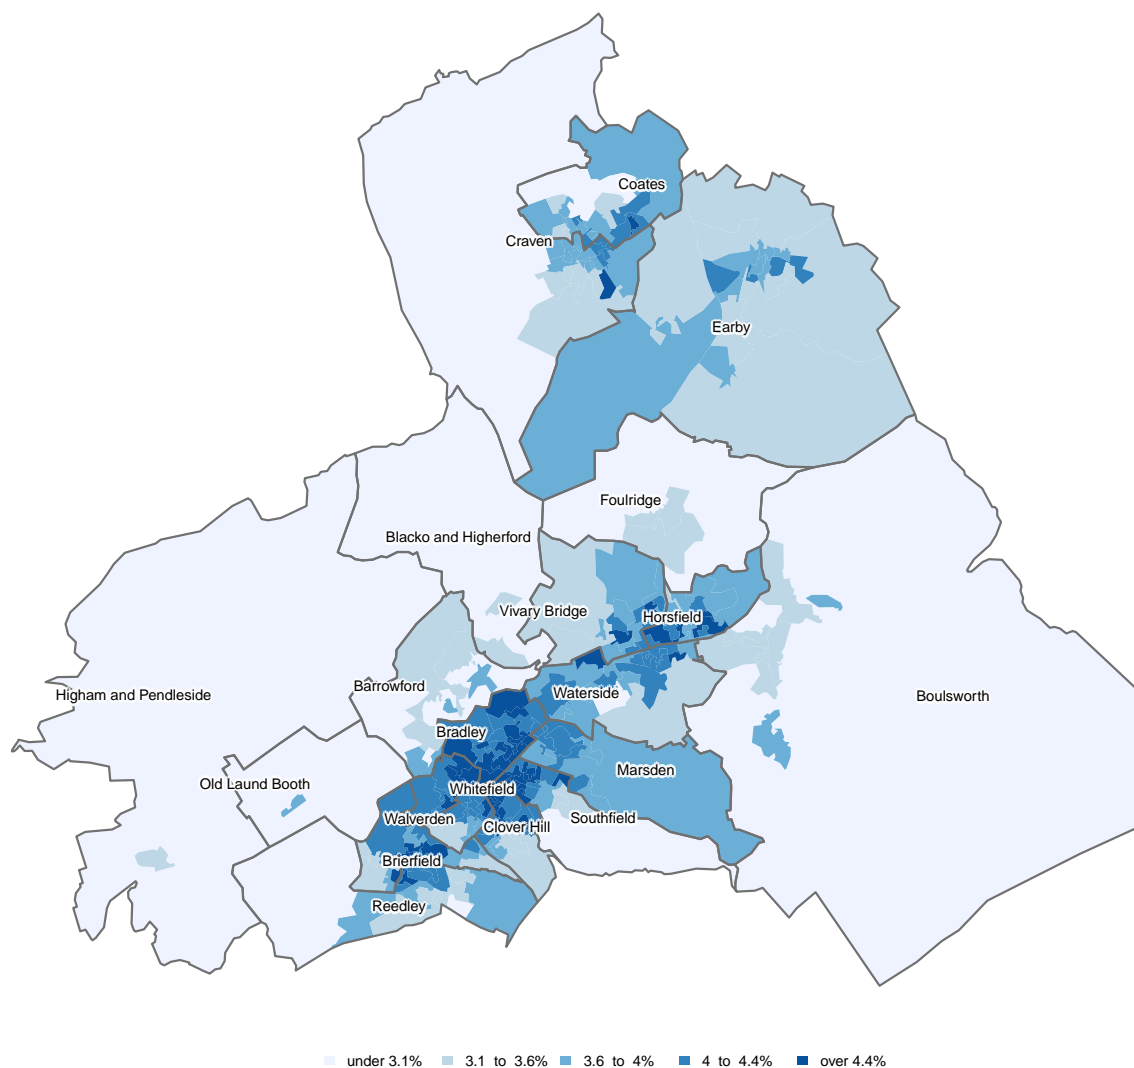 Coates
Craven
Earby
Foulridge
Blacko and Higherford
Vivary Bridge
Horsfield
Barrowford
Waterside
Higham and Pendleside
Boulsworth
Bradley
Marsden
Old Laund Booth
Whitefield
Southfield
Walverden
Clover Hill
Brierfield
Reedley
under 3.1% 3.1 to 3.6% 3.6 to 4% 4 to 4.4% over 4.4%